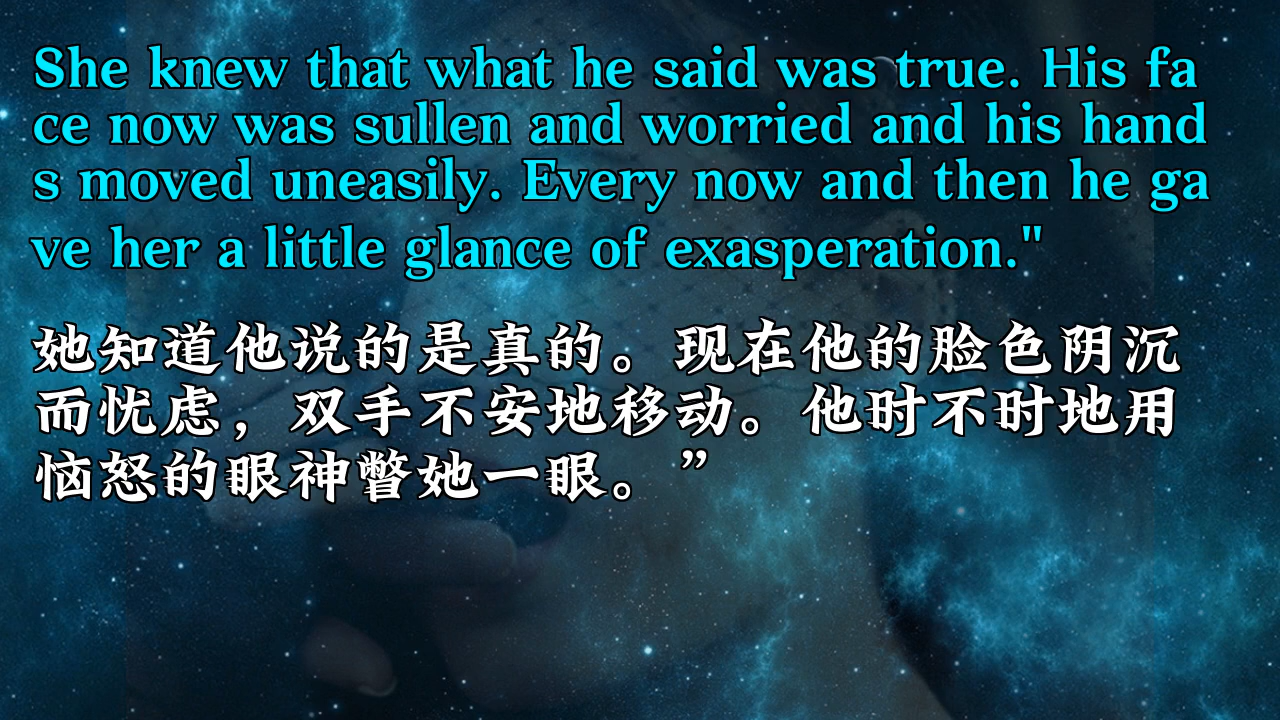 She knew that what he said was true. His fa
ce now was sullen and worried and his hand
s moved uneasily. Every now and then he ga
ve her a little glance of exasperation."
她知道他说的是真的。现在他的脸色阴沉
而忧虑，双手不安地移动。他时不时地用
恼怒的眼神瞥她一眼。”